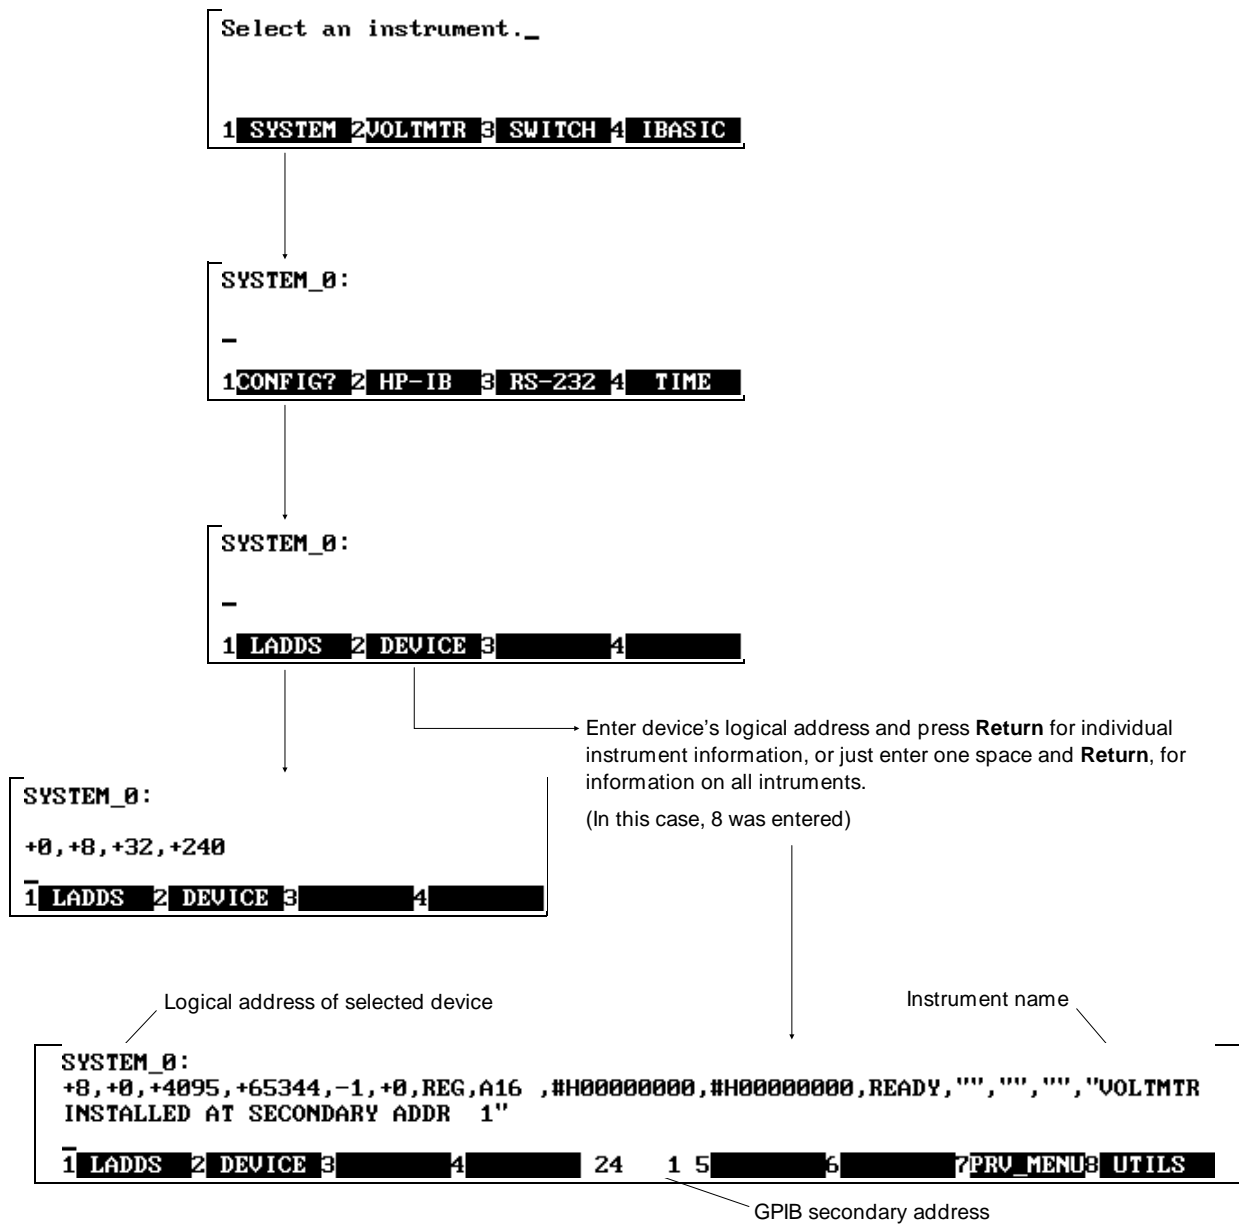 Select an instrument._
1 SYSTEM 2VOLTMTR 3 SWITCH 4 IBASIC
SYSTEM_0:
_
1CONFIG? 2 HP-IB 3 RS-232 4 TIME
SYSTEM_0:
_
1 LADDS 2 DEVICE 3 4
Enter device's logical address and press Return for individual
instrument information, or just enter one space and Return, for
information on all intruments.
(In this case, 8 was entered)
SYSTEM_0:
+0,+8,+32,+240
_
1 LADDS 2 DEVICE 3 4
Logical address of selected device
Instrument name
SYSTEM_0:
+8,+0,+4095,+65344,-1,+0,REG,A16 ,#H00000000,#H00000000,READY,"","","","VOLTMTR
INSTALLED AT SECONDARY ADDR 1"
_
1 LADDS 2 DEVICE 3 4 24 1 5 6 7PRV_MENU8 UTILS
GPIB secondary address